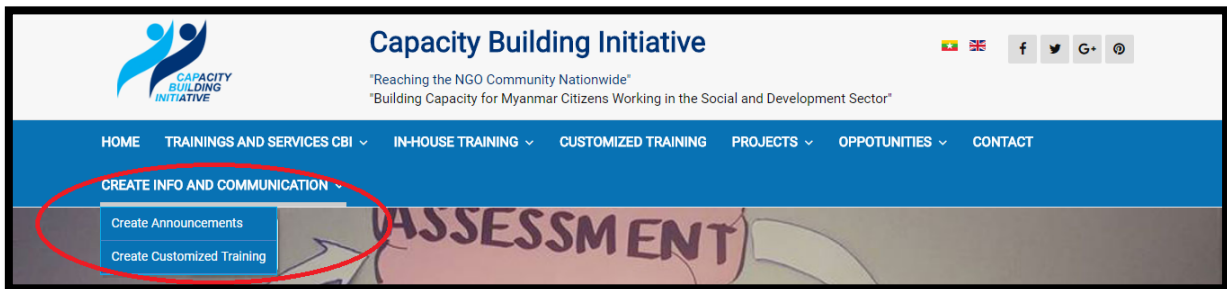 CAPACITY
BUILDING
INITIATIVE
Capacity Building Initiative
"Reaching the NGO Community Nationwide"
"Building Capacity for Myanmar Citizens Working in the Social and Development Sector"
f G+
HOME TRAININGS AND SERVICES CBI IN-HOUSE TRAINING CUSTOMIZED TRAINING PROJECTS OPPOTUNITIES CONTACT
CREATE INFO AND COMMUNICATION
Create Announcements
Create Customized Training
ASSESSMENT